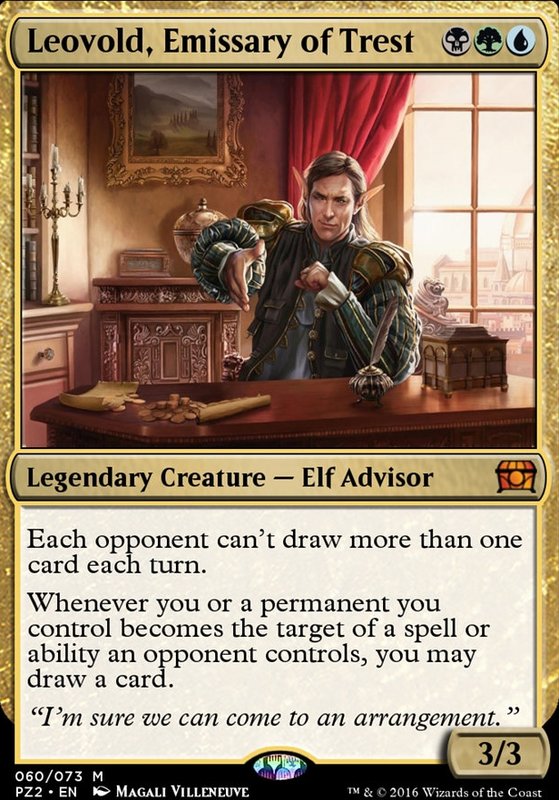 Leovold, Emissary of Trest
Legendary Creature — Elf Advisor
Each opponent can't draw more than one
card each turn.
Whenever you or a permanent you
control becomes the target of a spell or
ability an opponent controls, you may
draw a card.
“I'm sure we can come to an arrangement.”
3/3
060/073 M
PZ2 • EN Magali Villeneuve
™ & © 2016 Wizards of the Coast